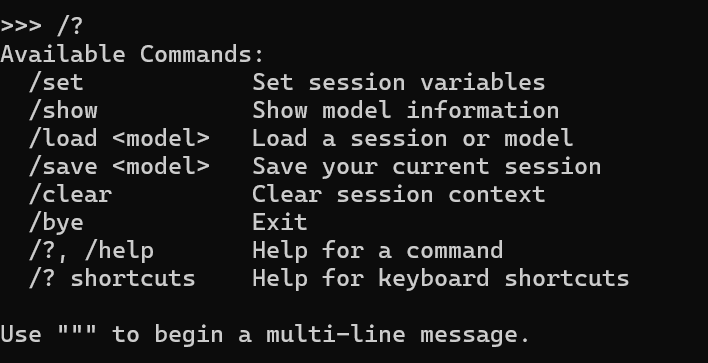 >>> /?
Available Commands:
  /set            Set session variables
  /show           Show model information
  /load <model>   Load a session or model
  /save <model>   Save your current session
  /clear          Clear session context
  /bye            Exit
  /?, /help       Help for a command
  /? shortcuts    Help for keyboard shortcuts

Use """ to begin a multi-line message.